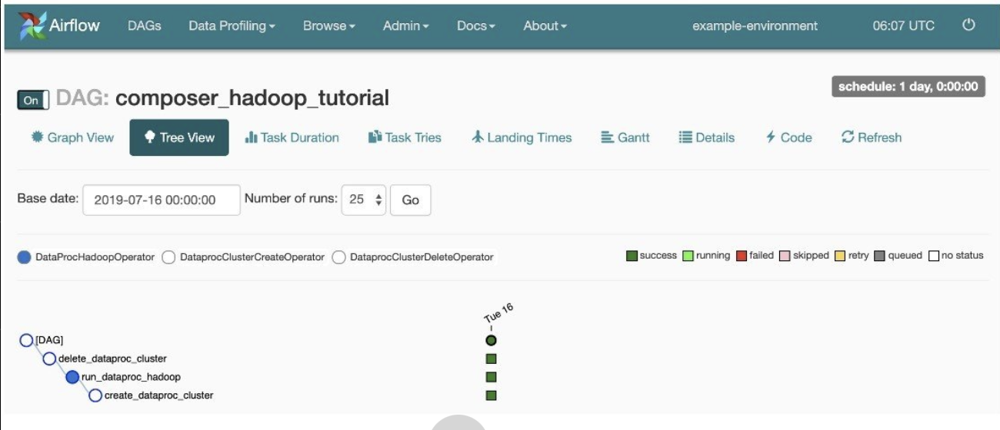 Airflow DAGs Data Profiling Browse Admin Docs About example-environment 06:07 UTC
schedule: 1 day, 0:00:00
On DAG: composer_hadoop_tutorial
Graph View Tree View Task Duration Task Tries Landing Times Gantt Details Code Refresh
Base date: 2019-07-16 00:00:00 Number of runs: 25 Go
DataProcHadoopOperator DataprocClusterCreateOperator DataprocClusterDeleteOperator success running failed skipped retry queued no status
Tue 16
[DAG]
delete_dataproc_cluster
run_dataproc_hadoop
create_dataproc_cluster